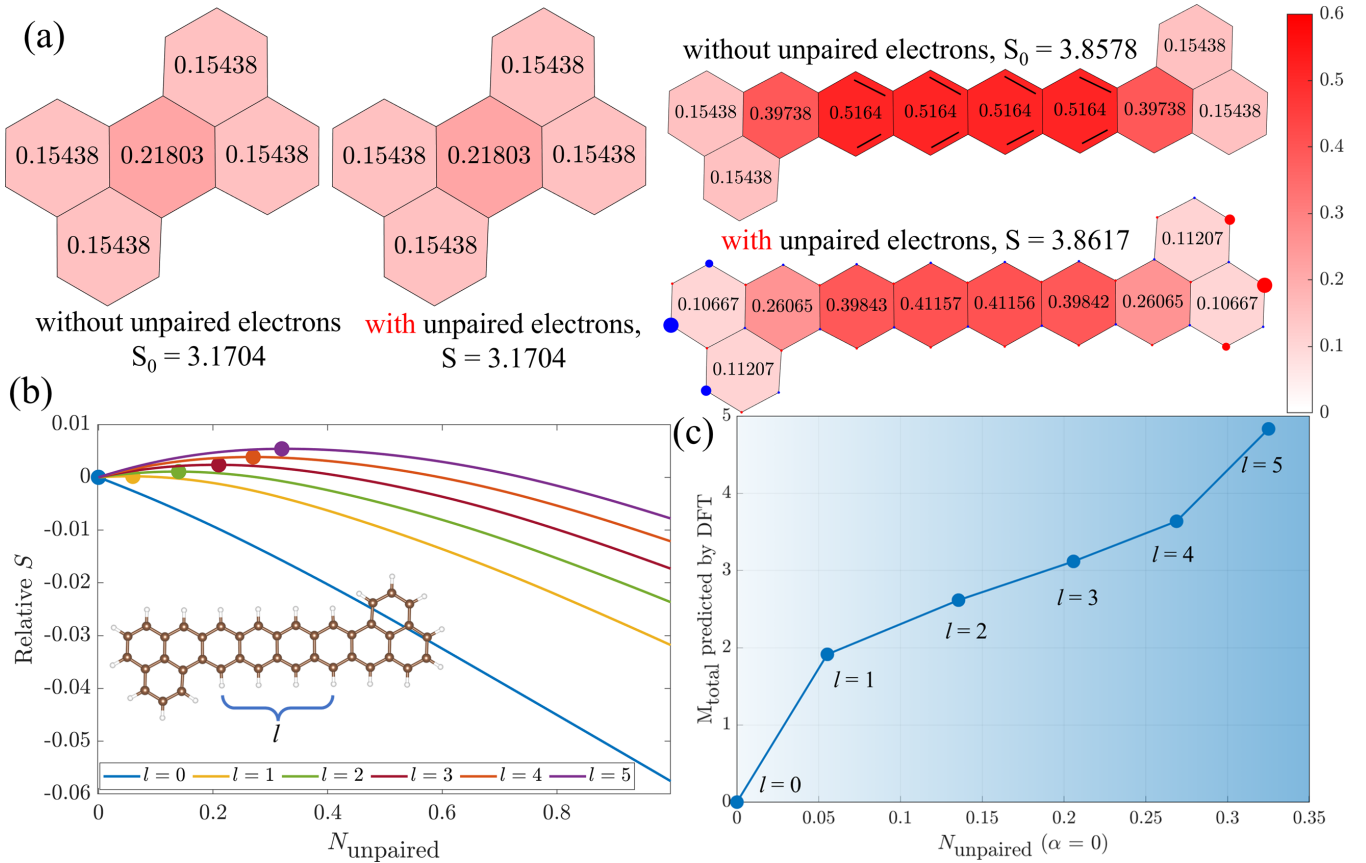 (a)
0.15438
0.15438 0.21803 0.15438
0.15438
without unpaired electrons
S₀ = 3.1704
0.15438
0.15438 0.21803 0.15438
0.15438
with unpaired electrons,
S = 3.1704
without unpaired electrons, S₀ = 3.8578
0.15438
0.15438 0.39738 0.5164 0.5164 0.5164 0.5164 0.39738 0.15438
0.15438
with unpaired electrons, S = 3.8617
0.11207
0.10667 0.26065 0.39843 0.41157 0.41156 0.39842 0.26065 0.10667
0.11207
0.6
0.5
0.4
0.3
0.2
0.1
0
(b)
0.01
0
-0.01
-0.02
-0.03
-0.04
-0.05
-0.06
Relative S
l
l = 0 l = 1 l = 2 l = 3 l = 4 l = 5
0 0.2 0.4 0.6 0.8
N_unpaired
(c)
5
4
3
2
1
0
M_total predicted by DFT
l = 5
l = 4
l = 3
l = 2
l = 1
l = 0
0 0.05 0.1 0.15 0.2 0.25 0.3 0.35
N_unpaired (α = 0)